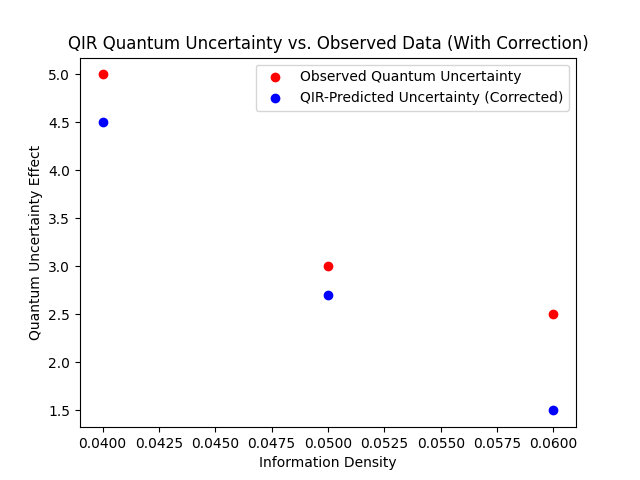 QIR Quantum Uncertainty vs. Observed Data (With Correction)
Observed Quantum Uncertainty
QIR-Predicted Uncertainty (Corrected)
Quantum Uncertainty Effect
5.0
4.5
4.0
3.5
3.0
2.5
2.0
1.5
0.0400 0.0425 0.0450 0.0475 0.0500 0.0525 0.0550 0.0575 0.0600
Information Density